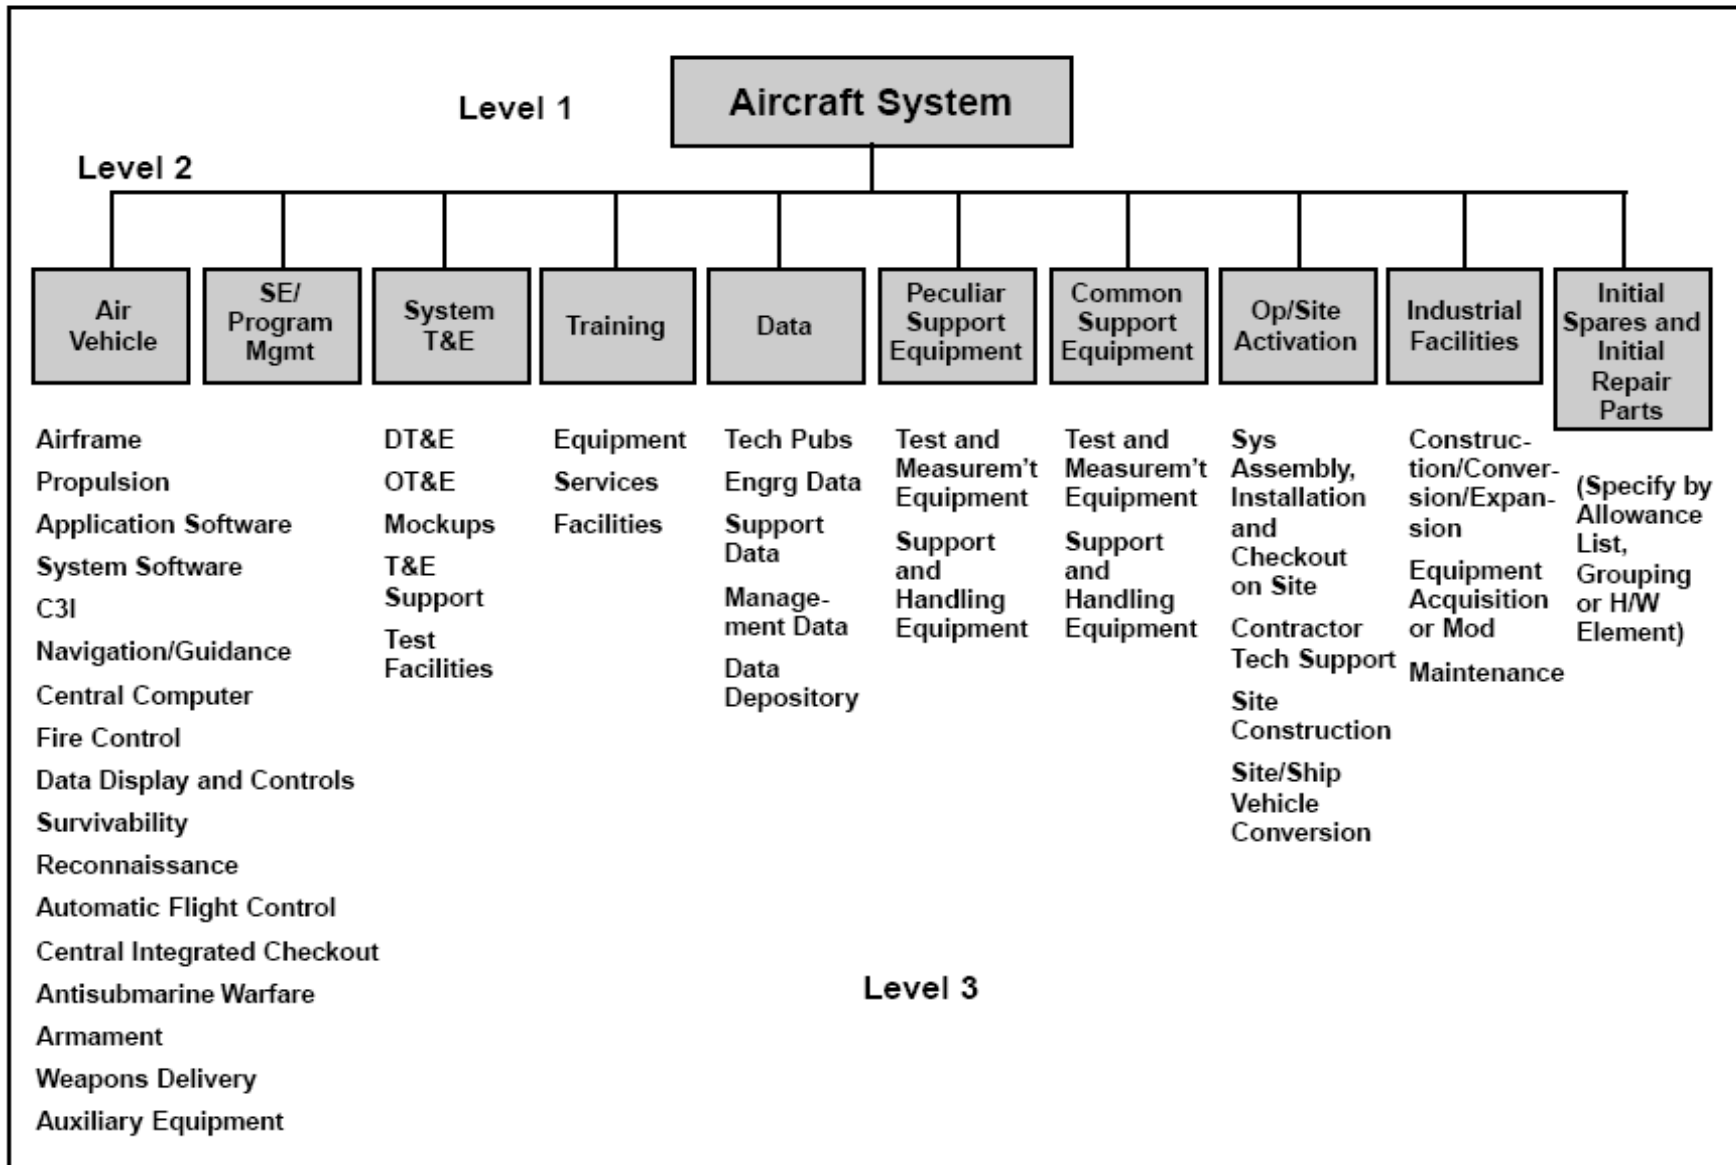 Level 1
Aircraft System
Level 2
Air
Vehicle
SE/
Program
Mgmt
System
T&E
Training
Data
Peculiar
Support
Equipment
Common
Support
Equipment
Op/Site
Activation
Industrial
Facilities
Initial
Spares and
Initial
Repair
Parts
Airframe
Propulsion
Application Software
System Software
C3I
Navigation/Guidance
Central Computer
Fire Control
Data Display and Controls
Survivability
Reconnaissance
Automatic Flight Control
Central Integrated Checkout
Antisubmarine Warfare
Armament
Weapons Delivery
Auxiliary Equipment
DT&E
OT&E
Mockups
T&E
Support
Test
Facilities
Equipment
Services
Facilities
Tech Pubs
Engrg Data
Support
Data
Manage-
ment Data
Data
Depository
Test and
Measurem't
Equipment
Support
and
Handling
Equipment
Test and
Measurem't
Equipment
Support
and
Handling
Equipment
Sys
Assembly,
Installation
and
Checkout
on Site
Contractor
Tech Support
Site
Construction
Site/Ship
Vehicle
Conversion
Construc-
tion/Conver-
sion/Expan-
sion
Equipment
Acquisition
or Mod
Maintenance
(Specify by
Allowance
List,
Grouping
or H/W
Element)
Level 3